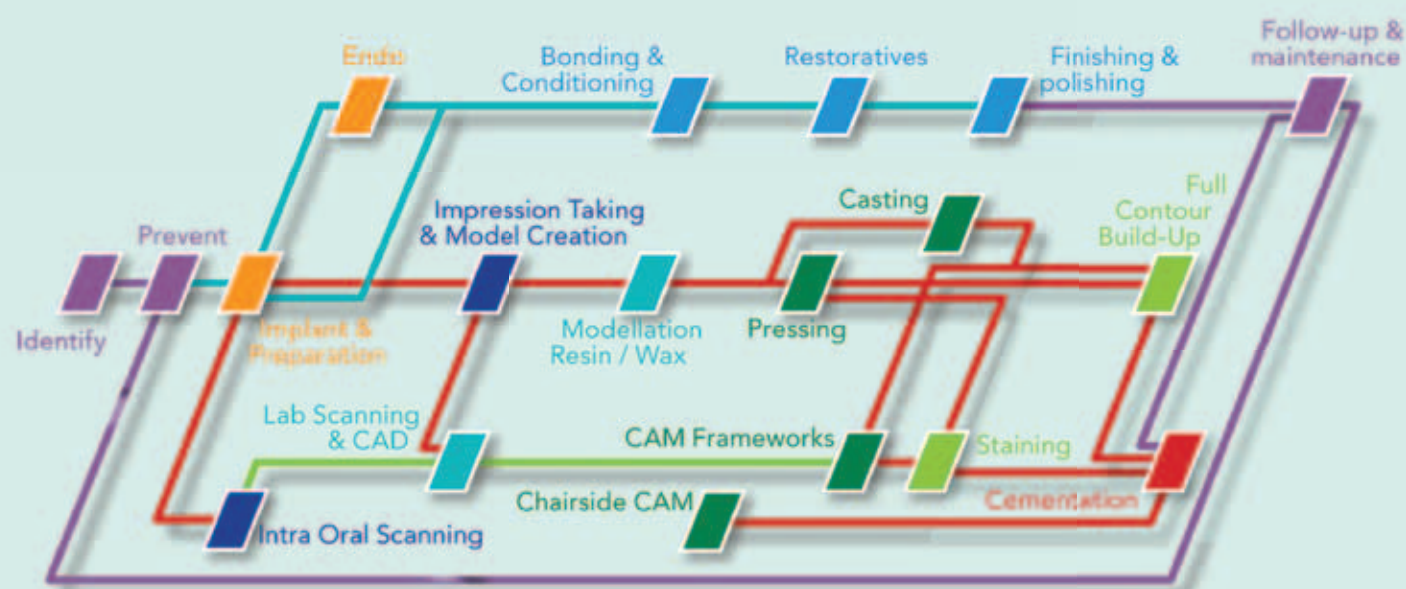 Follow-up &
maintenance
Endo
Bonding &
Conditioning
Restoratives
Finishing &
polishing
Impression Taking
& Model Creation
Casting
Full
Contour
Build-Up
Prevent
Identify
Implant &
Preparation
Modellation
Resin / Wax
Pressing
Lab Scanning
& CAD
CAM Frameworks
Staining
Chairside CAM
Cementation
Intra Oral Scanning